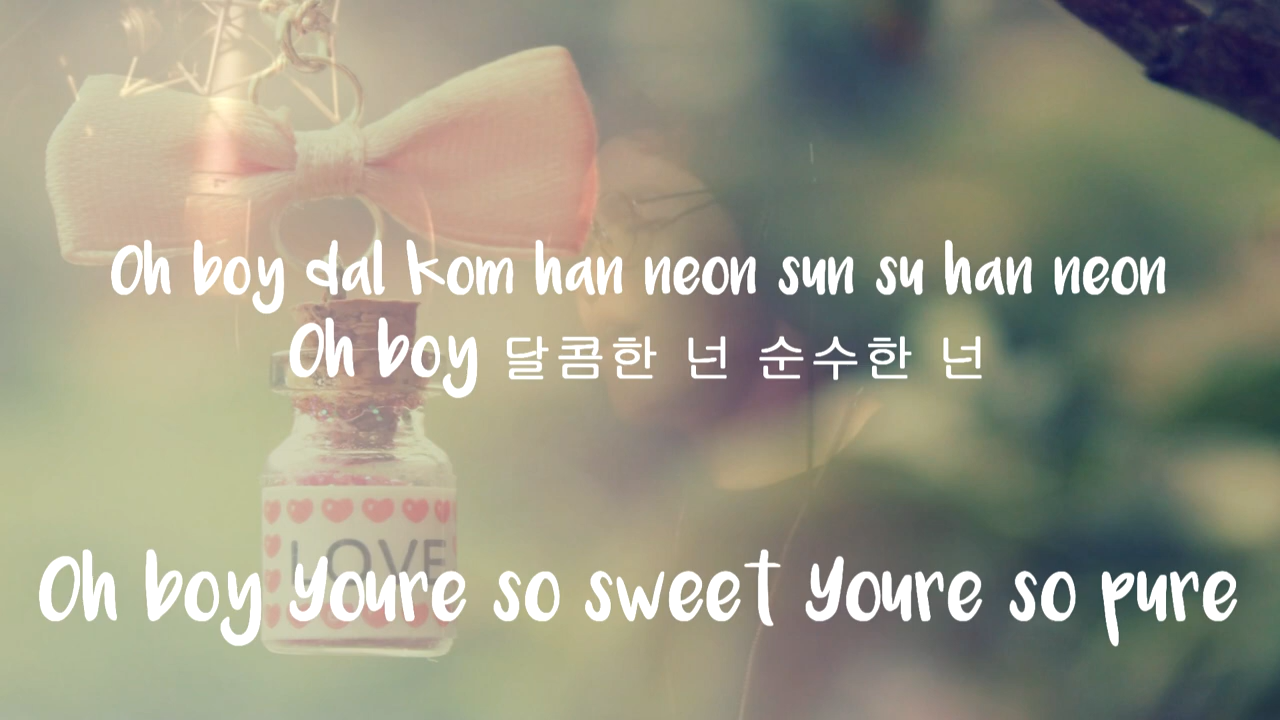 Oh boy dal kom han neon sun su han neon
Oh boy 달콤한 넌 순수한 넌
LOVE
Oh boy youre so sweet youre so pure